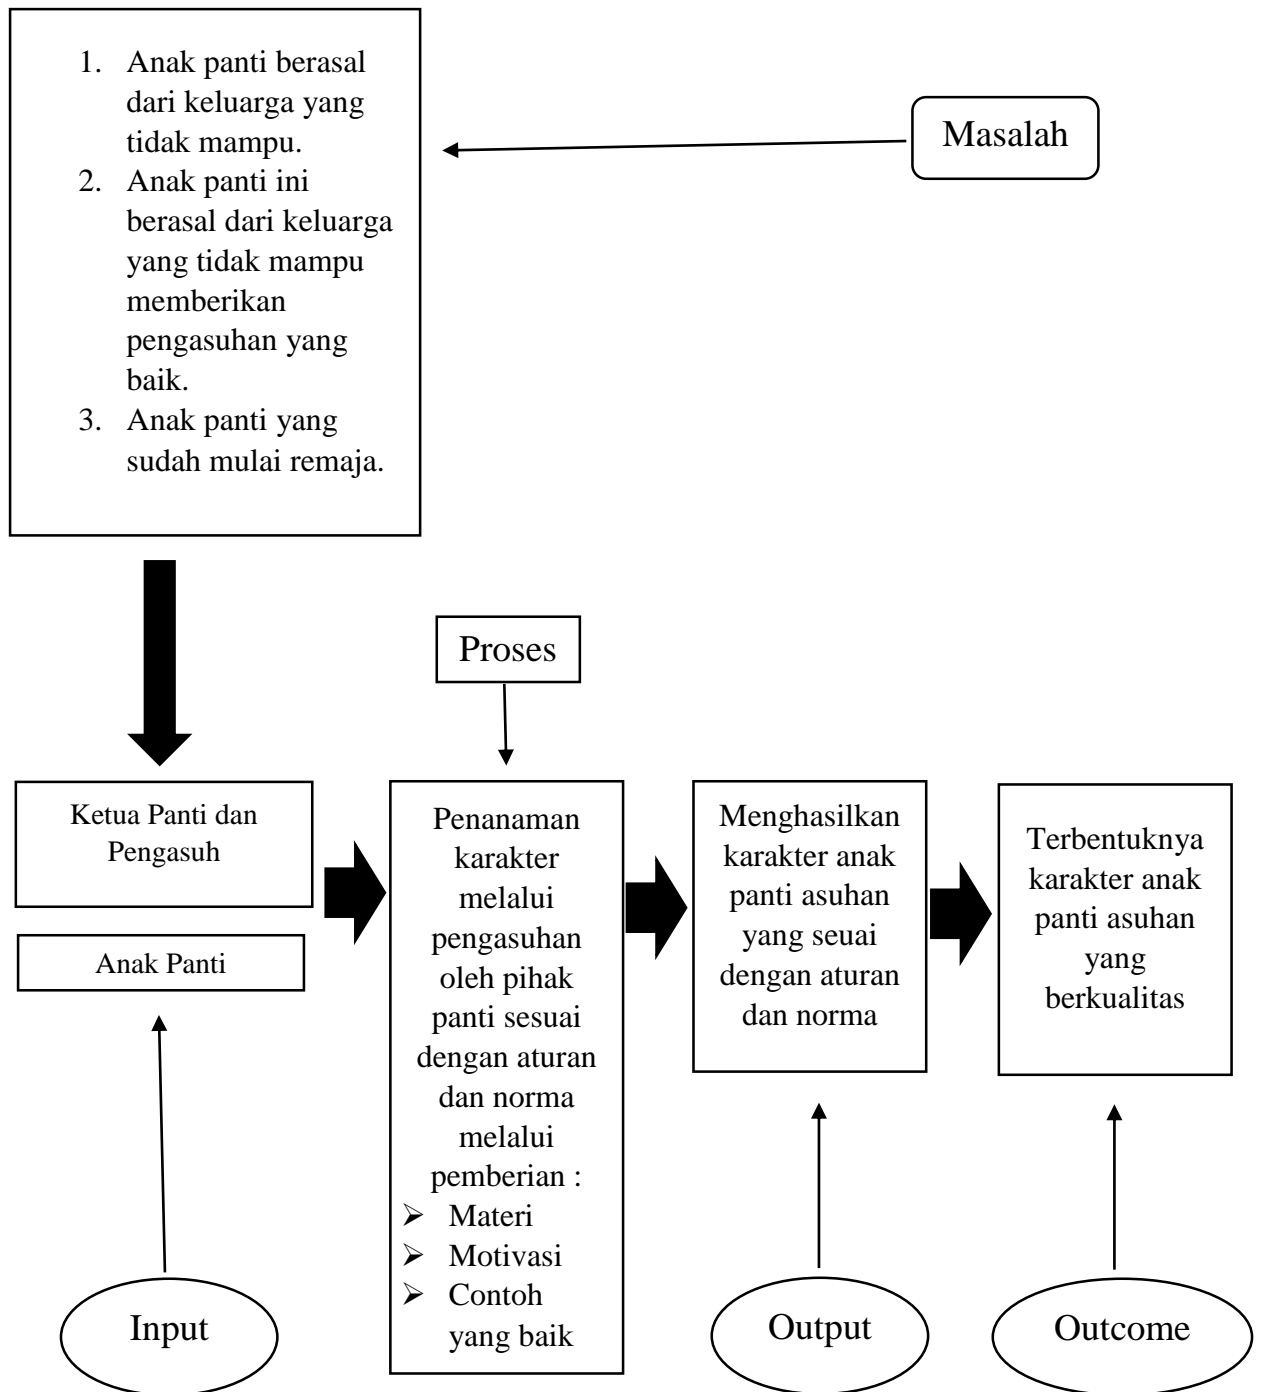 1. Anak panti berasal
dari keluarga yang
tidak mampu.
2. Anak panti ini
berasal dari keluarga
yang tidak mampu
memberikan
pengasuhan yang
baik.
3. Anak panti yang
sudah mulai remaja.
Masalah
Proses
Ketua Panti dan
Pengasuh
Anak Panti
Penanaman
karakter
melalui
pengasuhan
oleh pihak
panti sesuai
dengan aturan
dan norma
melalui
pemberian :
➢ Materi
➢ Motivasi
➢ Contoh
yang baik
Menghasilkan
karakter anak
panti asuhan
yang seuai
dengan aturan
dan norma
Terbentuknya
karakter anak
panti asuhan
yang
berkualitas
Input
Output
Outcome